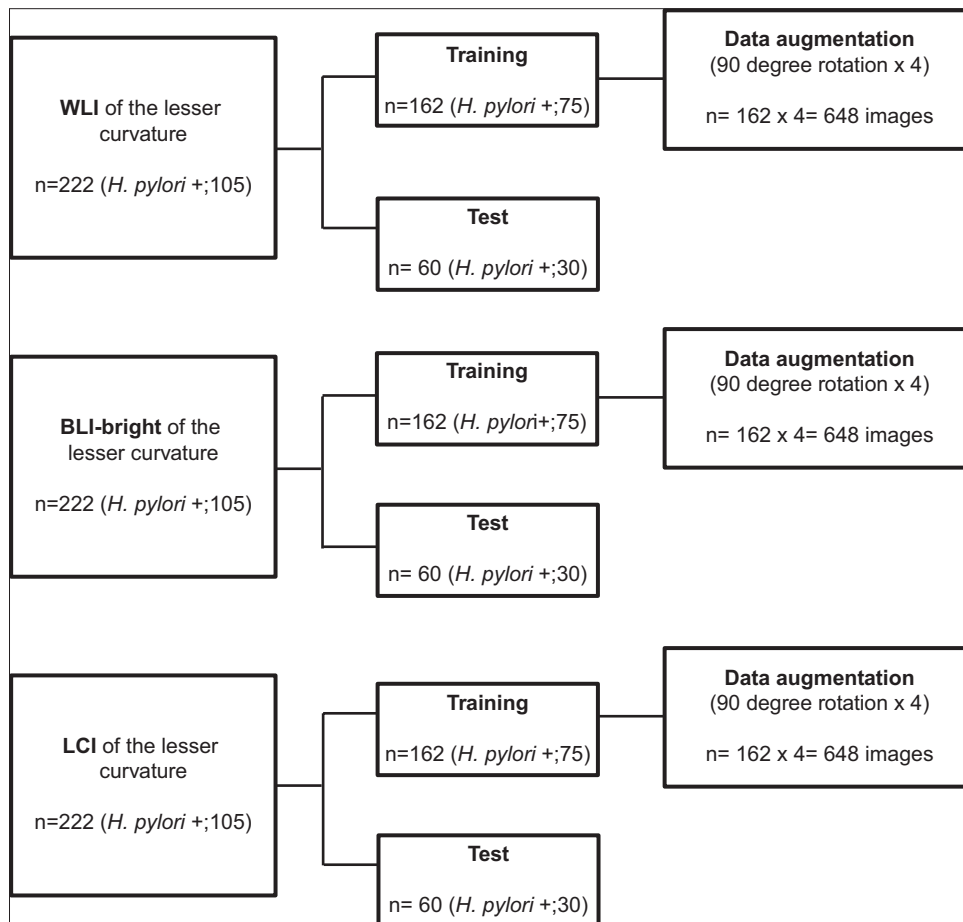 WLI of the lesser
curvature
n=222 (H. pylori +;105)
Training
n=162 (H. pylori +;75)
Data augmentation
(90 degree rotation x 4)
n= 162 x 4= 648 images
Test
n= 60 (H. pylori +;30)
BLI-bright of the
lesser curvature
n=222 (H. pylori +;105)
Training
n=162 (H. pylori+;75)
Data augmentation
(90 degree rotation x 4)
n= 162 x 4= 648 images
Test
n= 60 (H. pylori +;30)
LCI of the lesser
curvature
n=222 (H. pylori +;105)
Training
n=162 (H. pylori +;75)
Data augmentation
(90 degree rotation x 4)
n= 162 x 4= 648 images
Test
n= 60 (H. pylori +;30)